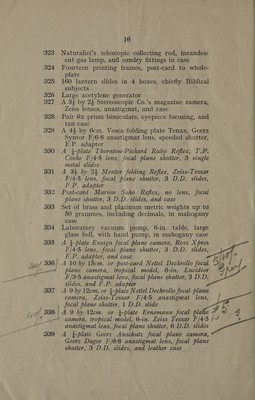 16
323 Naturalist's telescopic collecting rod, incandes-
ent gas lamp, and sundry fittings in case
324 Fourteen printing frames, post-card to whole-
plate
325 160 lantern slides in 4 boxes, chiefly Biblical
subjects
326 Large acetylene generator
327 A 3½ by 2½ Stereoscopic Co.'s magazine camera,
Zeiss lenses, anastigmat, and case
328 Pair 6x prism binoculars, eyepiece focusing, and
tan case
329 A 4½ by 6cm. Vesca folding plate Tenax, Goerz
Syntor F/6·8 anastigmat lens, speeded shutter,
F.P. adapter
330 A ¼-plate Thornton-Pickard Ruby Reflex, T.P.
Cooke F/4·5 lens, focal plane shutter, 3 single
metal slides
331 A 3½ by 2½ Mentor folding Reflex, Zeiss-Tessar
F/4·5 lens, focal plane shutter, 3 D.D. slides,
F.P. adapter
332 Post-card Marion Soho Reflex, no lens, focal
plane shutter, 3 D.D. slides, and case
333 Set of brass and platinum metric weights up to
50 grammes, including decimals, in mahogany
case
334 Laboratory vacuum pump, 6-in. table, large
glass bell, with hand pump, in mahogany case
335 A ¼-plate Ensign focal plane camera, Ross Xpres
F/4·5 lens, focal plane shutter, 3 D.D. slides,
F.P. adapter, and case
336 A 10 by 15cm. or post-card Nettel Deckrollo focal
plane camera, tropical model, 6-in. Lucidor
F/3·5 anastigmat lens, focal plane shutter, 3 D.D.
slides, and F.P. adapter
337 A 9 by 12cm. or ¼-plate Nettel Deckrollo focal plane
camera, Zeiss-Tessar F/4·5 anastigmat lens,
focal plane shutter, 1 D.D. slide
338 A 9 by 12cm. or ¼-plate Ernemann focal plane
camera, tropical model, 6-in. Zeiss Tessar F/4·5
anastigmat lens, focal plane shutter, 6 D.D. slides
339 A ¼-plate Goerz Anschutz focal plane camera,
Goerz Dagor F/6·8 anastigmat lens, focal plane
shutter, 3 D.D. slides, and leather case